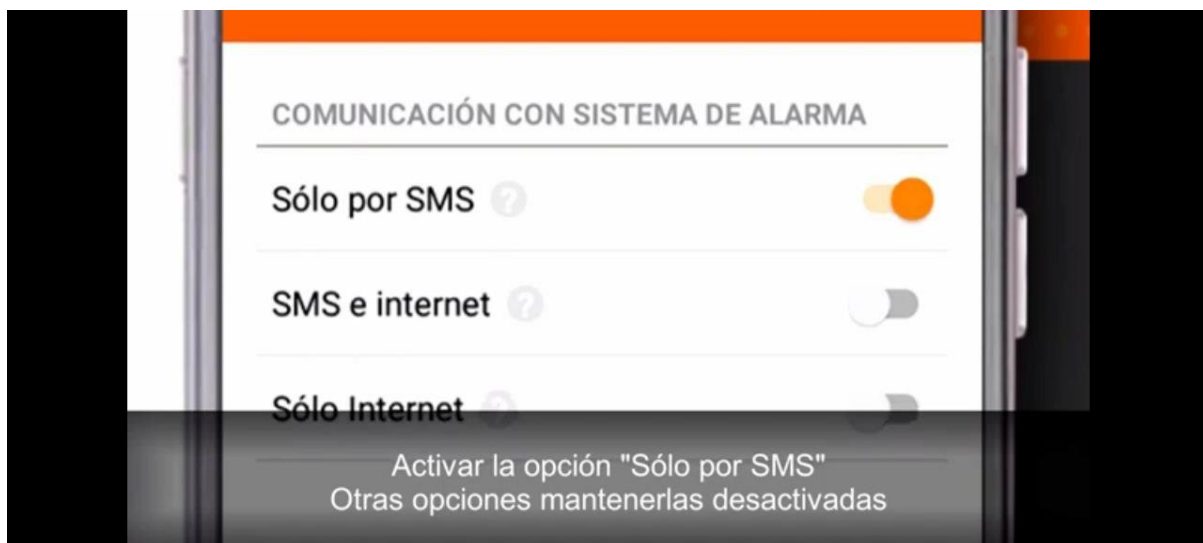 COMUNICACIÓN CON SISTEMA DE ALARMA
Sólo por SMS ?
SMS e internet ?
Sólo Internet ?
Activar la opción "Sólo por SMS"
Otras opciones mantenerlas desactivadas